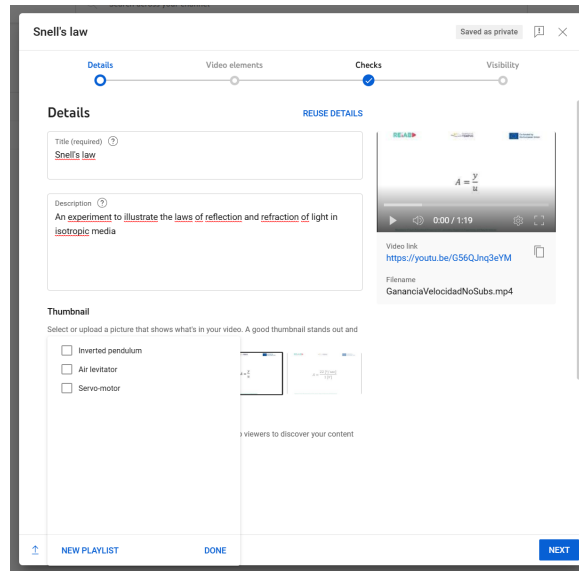 Snell's law
Saved as private
Details
Video elements
Checks
Visibility
Details
REUSE DETAILS
Title (required)
Snell's law
Description
An experiment to illustrate the laws of reflection and refraction of light in
isotropic media
A = y/u
0:00 / 1:19
Video link
https://youtu.be/G56QJnq3eYM
Filename
GananciaVelocidadNoSubs.mp4
Thumbnail
Select or upload a picture that shows what's in your video. A good thumbnail stands out and
Inverted pendulum
Air levitator
Servo-motor
viewers to discover your content
NEW PLAYLIST
DONE
NEXT